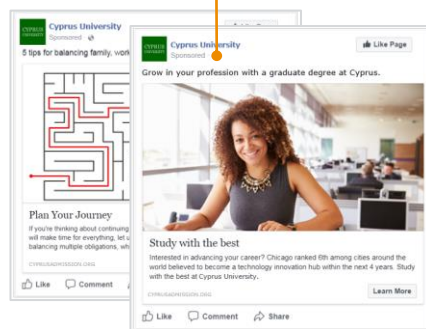 CYPRUS
UNIVERSITY
Cyprus University
Sponsored
5 tips for balancing family, work
Plan Your Journey
If you're thinking about continuing
will make time for everything, let u
balancing multiple obligations, wh
CYPRUSADMISSION.ORG
Like Comment
CYPRUS
UNIVERSITY
Cyprus University
Sponsored
Like Page
Grow in your profession with a graduate degree at Cyprus.
Study with the best
Interested in advancing your career? Chicago ranked 6th among cities around the
world believed to become a technology innovation hub within the next 4 years. Study
with the best at Cyprus University.
CYPRUSADMISSION.ORG
Learn More
Like Comment Share